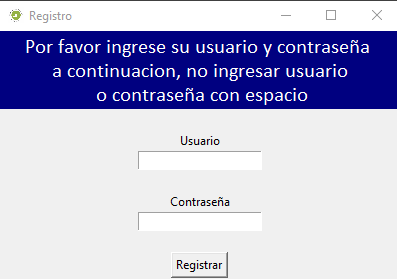 Registro
Por favor ingrese su usuario y contraseña
a continuacion, no ingresar usuario
o contraseña con espacio
Usuario
Contraseña
Registrar